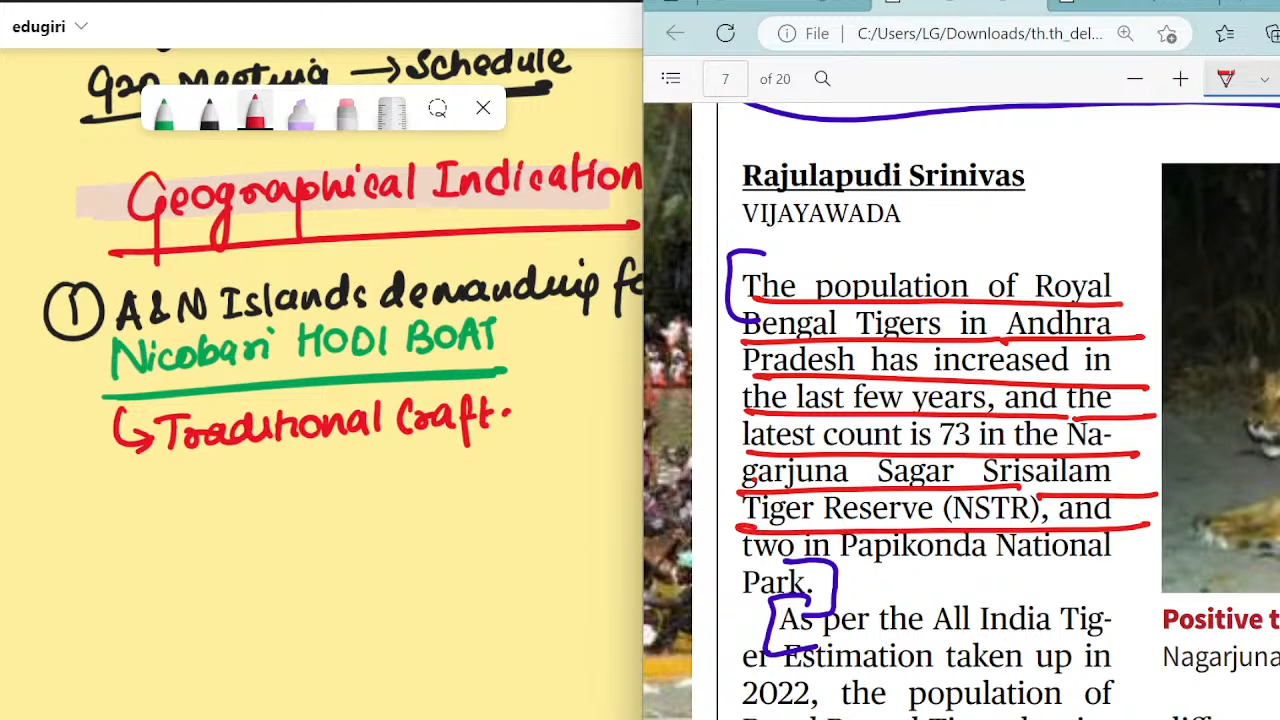 edugiri
G20 Meeting → Schedule
Geographical Indication
① A&N Islands demanding fo
Nicobari HODI BOAT
↳ Traditional Craft.
File
C:/Users/LG/Downloads/th.th_del...
7
of 20
Rajulapudi Srinivas
VIJAYAWADA
The population of Royal
Bengal Tigers in Andhra
Pradesh has increased in
the last few years, and the
latest count is 73 in the Na-
garjuna Sagar Srisailam
Tiger Reserve (NSTR), and
two in Papikonda National
Park.
As per the All India Tig-
er Estimation taken up in
2022, the population of
Positive t
Nagarjuna